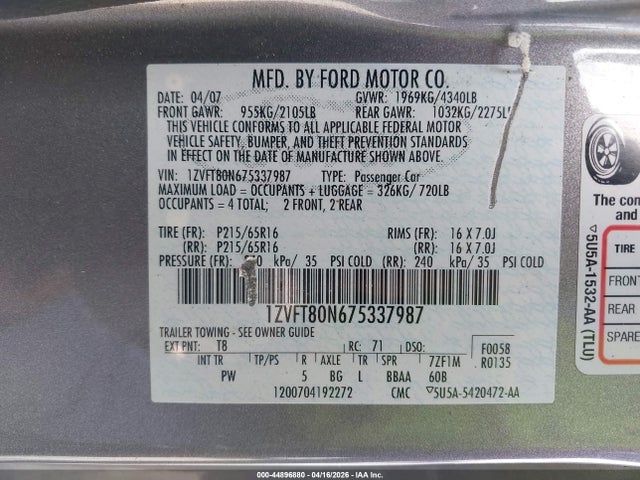 MFD. BY FORD MOTOR CO.
DATE: 04/07 GVWR: 1969KG/4340LB
FRONT GAWR: 955KG/2105LB REAR GAWR: 1032KG/2275L
THIS VEHICLE CONFORMS TO ALL APPLICABLE FEDERAL MOTOR
VEHICLE SAFETY, BUMPER, AND THEFT PREVENTION STANDARDS
IN EFFECT ON THE DATE OF MANUFACTURE SHOWN ABOVE.
VIN: 1ZVFT80N675337987 TYPE: Passenger Car
MAXIMUM LOAD = OCCUPANTS + LUGGAGE = 326KG/ 720LB
OCCUPANTS = 4 TOTAL; 2 FRONT, 2 REAR
TIRE (FR): P215/65R16 RIMS (FR): 16 X 7.0J
(RR): P215/65R16 (RR): 16 X 7.0J
PRESSURE (FR): kPa/ 35 PSI COLD (RR): 240 kPa/ 35 PSI COLD
1ZVFT80N675337987
TRAILER TOWING - SEE OWNER GUIDE
EXT PNT: T8 RC: 71 DSO: F0058
INT TR TP/PS R AXLE TR SPR 7ZF1M R0135
PW 5 BG L BBAA 60B
1200704192272 CMC ▽5U5A-5420472-AA
The con
TIRE
FRONT
REAR
SPARE
▽5U5A-1532-AA (TLU)
000-44896880 - 04/16/2026 - IAA Inc.